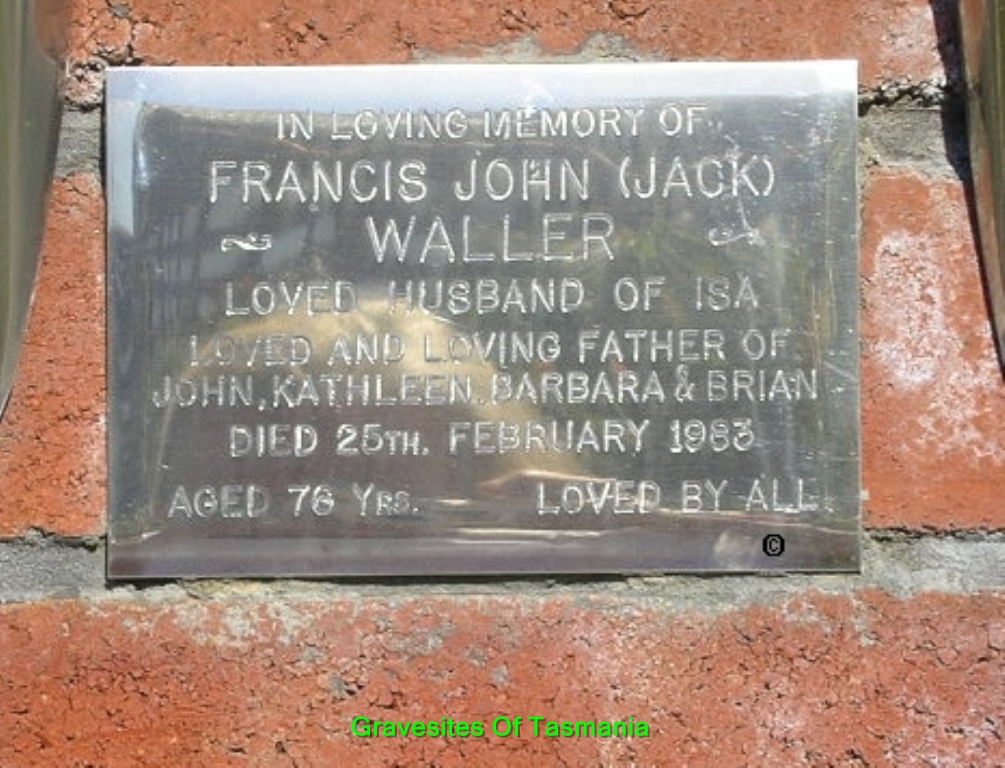 IN LOVING MEMORY OF
FRANCIS JOHN (JACK)
WALLER
LOVED HUSBAND OF ISA
LOVED AND LOVING FATHER OF
JOHN, KATHLEEN, BARBARA & BRIAN
DIED 25TH. FEBRUARY 1983
AGED YRS. LOVED BY ALL
©
Gravesites Of Tasmania